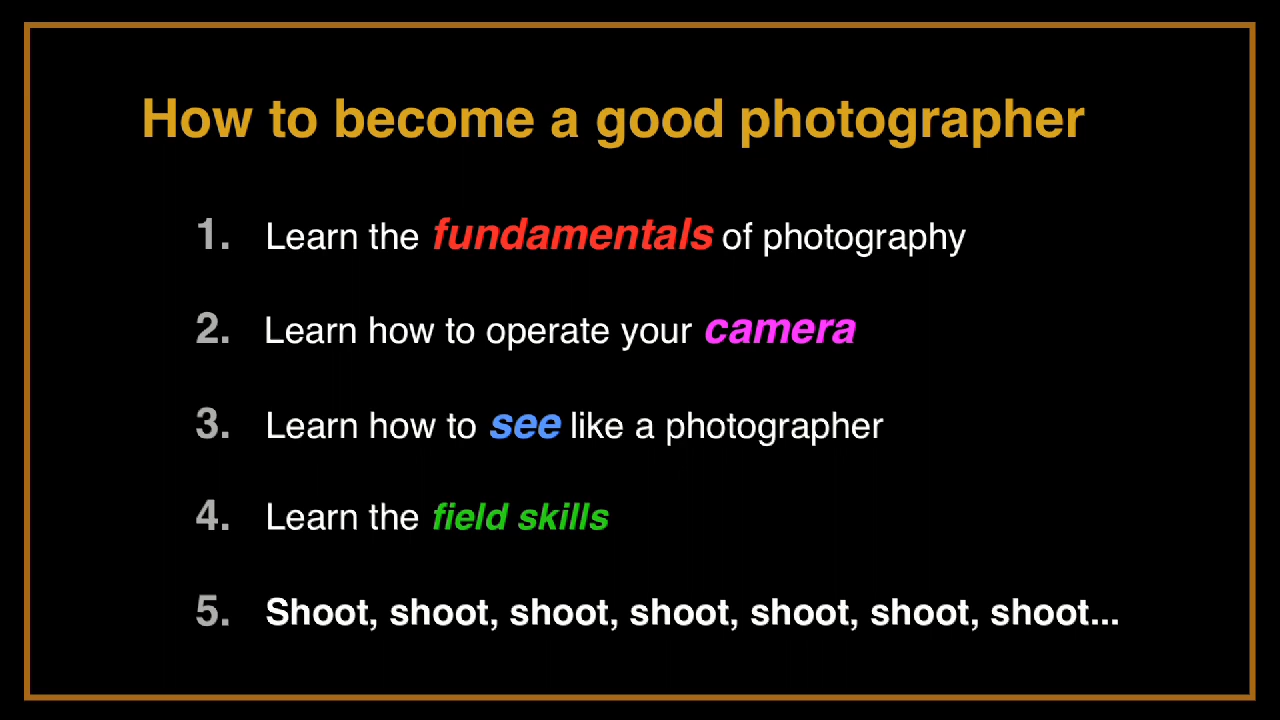 How to become a good photographer
1. Learn the fundamentals of photography
2. Learn how to operate your camera
3. Learn how to see like a photographer
4. Learn the field skills
5. Shoot, shoot, shoot, shoot, shoot, shoot, shoot...